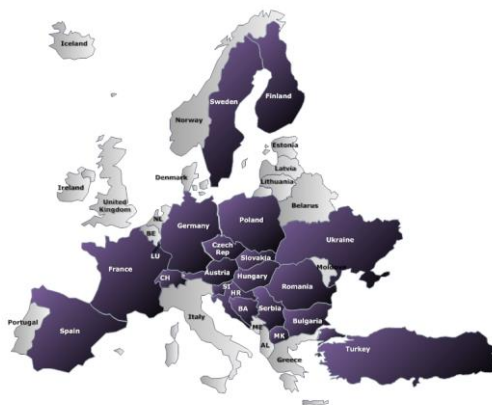 Iceland
Sweden
Finland
Norway
Estonia
Latvia
Lithuania
Denmark
Ireland
United
Kingdom
Belarus
NL
BE
LU
Germany
Poland
Czech
Rep
Ukraine
Slovakia
France
CH
Austria
Hungary
SI
HR
Romania
BA
Serbia
Portugal
Spain
Italy
ME
MK
AL
Bulgaria
Greece
Turkey